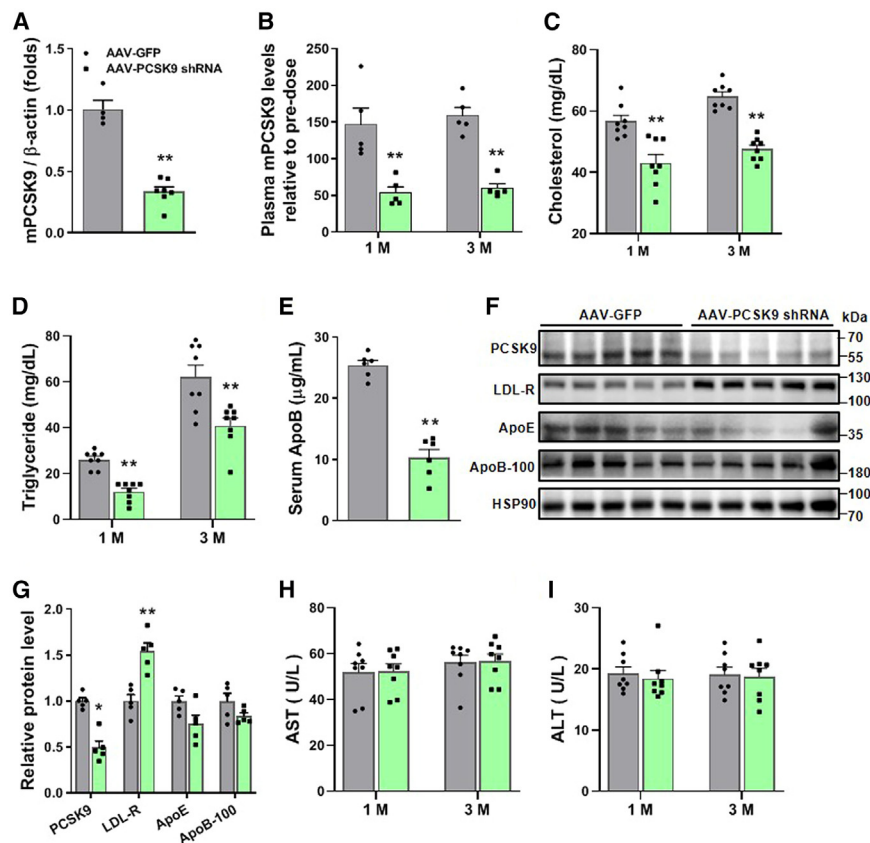 A
AAV-GFP
AAV-PCSK9 shRNA
mPCSK9 / β-actin (folds)
1.5
1.0
0.5
0.0
**
B
Plasma mPCSK9 levels
relative to pre-dose
200
150
100
50
0
**
**
1 M
3 M
C
Cholesterol (mg/dL)
80
60
40
20
**
**
1 M
3 M
D
Triglyceride (mg/dL)
80
60
40
20
0
**
**
1 M
3 M
E
Serum ApoB (μg/mL)
30
20
10
0
**
F
AAV-GFP
AAV-PCSK9 shRNA
kDa
PCSK9
70
55
LDL-R
130
100
ApoE
35
ApoB-100
180
HSP90
100
70
G
Relative protein level
2.0
1.5
1.0
0.5
0.0
*
**
PCSK9
LDL-R
ApoE
ApoB-100
H
AST ( U/L )
80
60
40
20
0
1 M
3 M
I
ALT ( U/L )
30
20
10
0
1 M
3 M